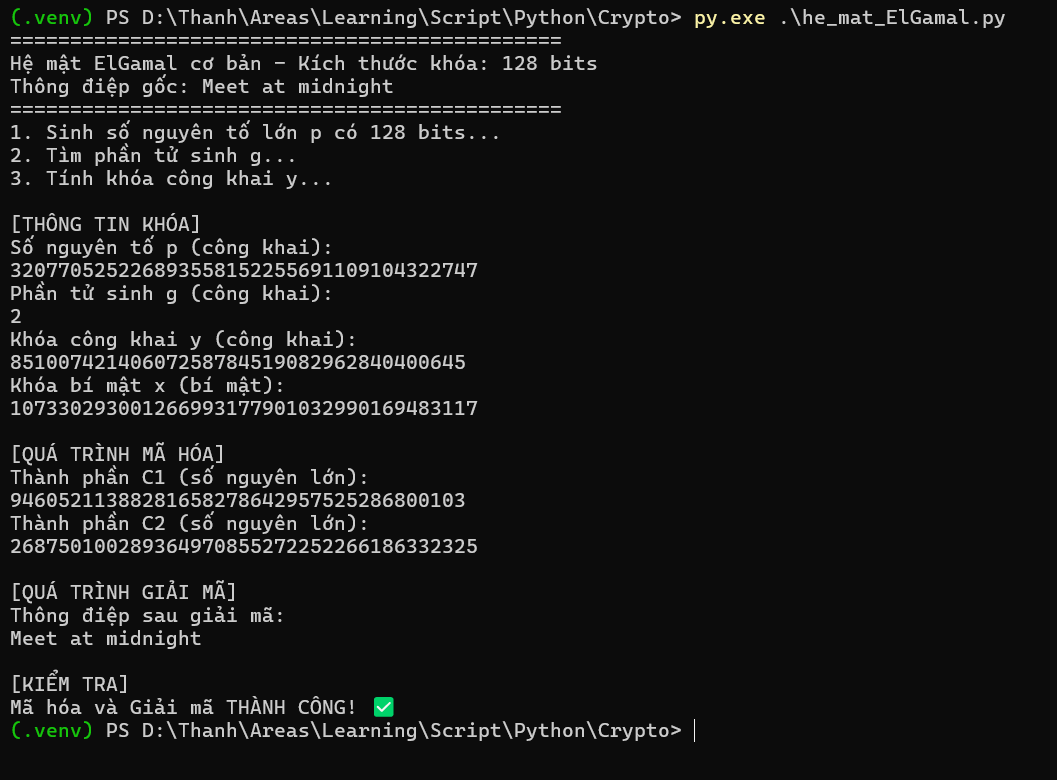 (.venv) PS D:\Thanh\Areas\Learning\Script\Python\Crypto> py.exe .\he_mat_ElGamal.py
==============================================
Hệ mật ElGamal cơ bản - Kích thước khóa: 128 bits
Thông điệp gốc: Meet at midnight
==============================================
1. Sinh số nguyên tố lớn p có 128 bits...
2. Tìm phần tử sinh g...
3. Tính khóa công khai y...
[THÔNG TIN KHÓA]
Số nguyên tố p (công khai):
320770525226893558152255691109104322747
Phần tử sinh g (công khai):
2
Khóa công khai y (công khai):
85100742140607258784519082962840400645
Khóa bí mật x (bí mật):
107330293001266993177901032990169483117
[QUÁ TRÌNH MÃ HÓA]
Thành phần C1 (số nguyên lớn):
94605211388281658278642957525286800103
Thành phần C2 (số nguyên lớn):
268750100289364970855272252266186332325
[QUÁ TRÌNH GIẢI MÃ]
Thông điệp sau giải mã:
Meet at midnight
[KIỂM TRA]
Mã hóa và Giải mã THÀNH CÔNG! ✅
(.venv) PS D:\Thanh\Areas\Learning\Script\Python\Crypto>